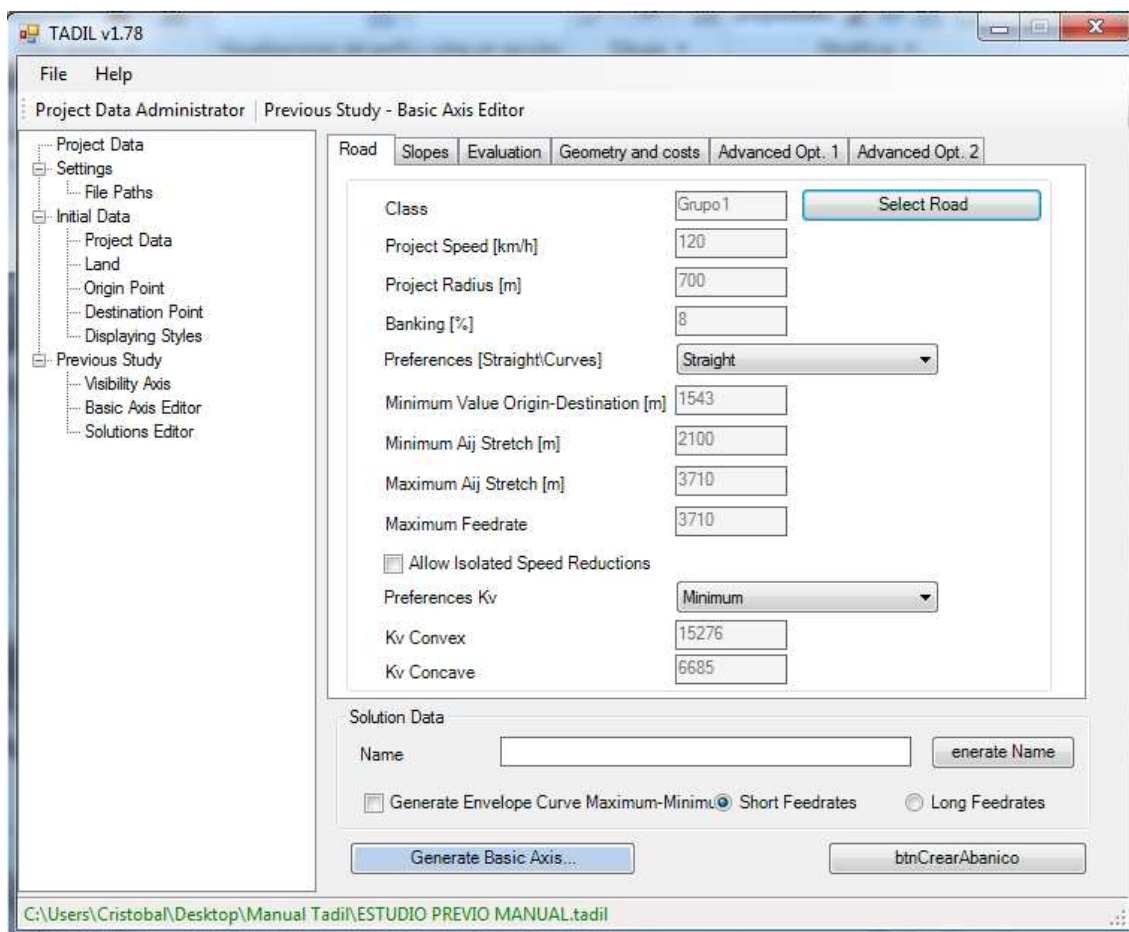 TADIL v1.78
File Help
Project Data Administrator Previous Study - Basic Axis Editor
Project Data
Settings
File Paths
Initial Data
Project Data
Land
Origin Point
Destination Point
Displaying Styles
Previous Study
Visibility Axis
Basic Axis Editor
Solutions Editor
Road Slopes Evaluation Geometry and costs Advanced Opt. 1 Advanced Opt. 2
Class Grupo1 Select Road
Project Speed [km/h] 120
Project Radius [m] 700
Banking [%] 8
Preferences [Straight\Curves] Straight
Minimum Value Origin-Destination [m] 1543
Minimum Aij Stretch [m] 2100
Maximum Aij Stretch [m] 3710
Maximum Feedrate 3710
Allow Isolated Speed Reductions
Preferences Kv Minimum
Kv Convex 15276
Kv Concave 6685
Solution Data
Name enerate Name
Generate Envelope Curve Maximum-Minimu Short Feedrates Long Feedrates
Generate Basic Axis... btnCrearAbanico
C:\Users\Cristobal\Desktop\Manual Tadil\ESTUDIO PREVIO MANUAL.tadil